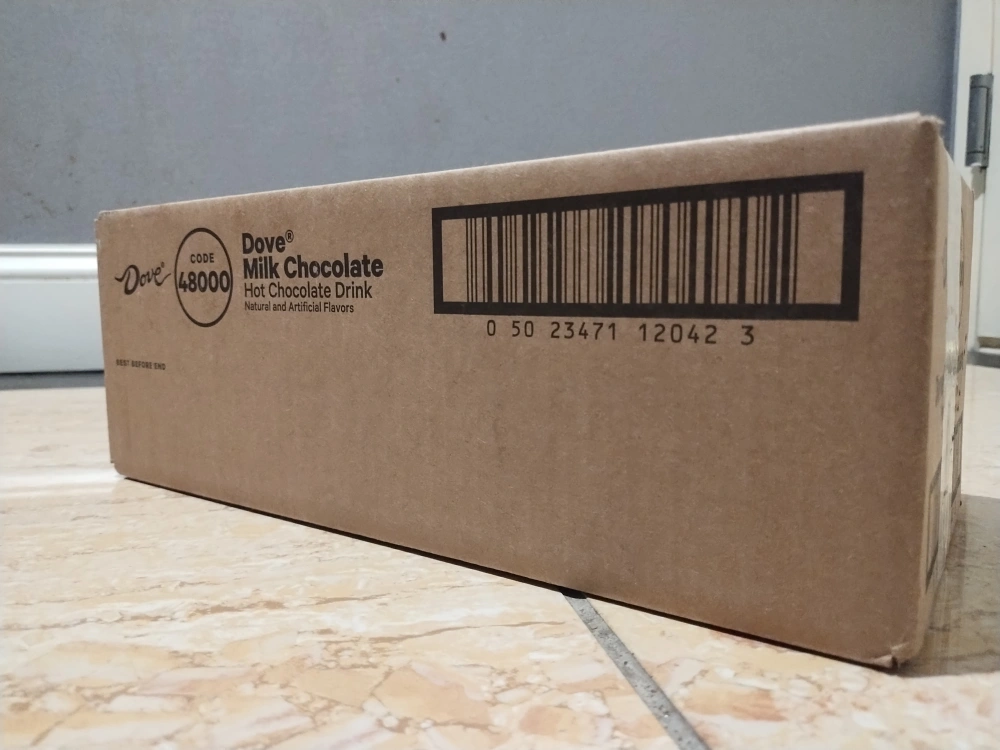 Dove®
CODE
48000
Dove®
Milk Chocolate
Hot Chocolate Drink
Natural and Artificial Flavors
BEST BEFORE END
0 50 23471 12042 3